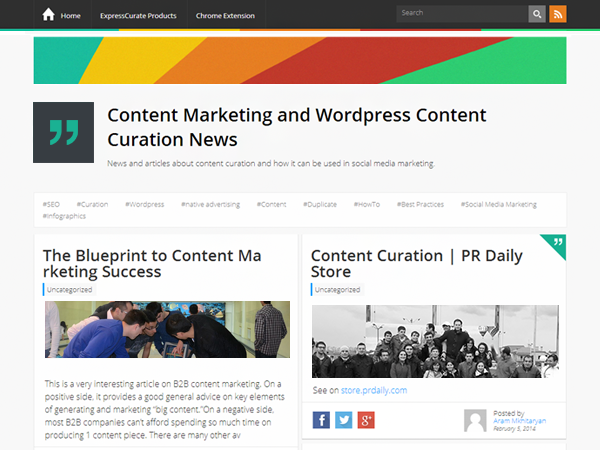 Home ExpressCurate Products Chrome Extension Search
Content Marketing and Wordpress Content
Curation News
News and articles about content curation and how it can be used in social media marketing.
#SEO #Curation #Wordpress #native advertising #Content #Duplicate #HowTo #Best Practices #Social Media Marketing
#Infographics
The Blueprint to Content Ma
rketing Success
Uncategorized
This is a very interesting article on B2B content marketing. On a
positive side, it provides a good general advice on key elements
of generating and marketing "big content."On a negative side,
most B2B companies can't afford spending so much time on
producing 1 content piece. There are many other av
Content Curation | PR Daily
Store
Uncategorized
See on store.prdaily.com
Posted by
Aram Mkhitaryan
February 5, 2014